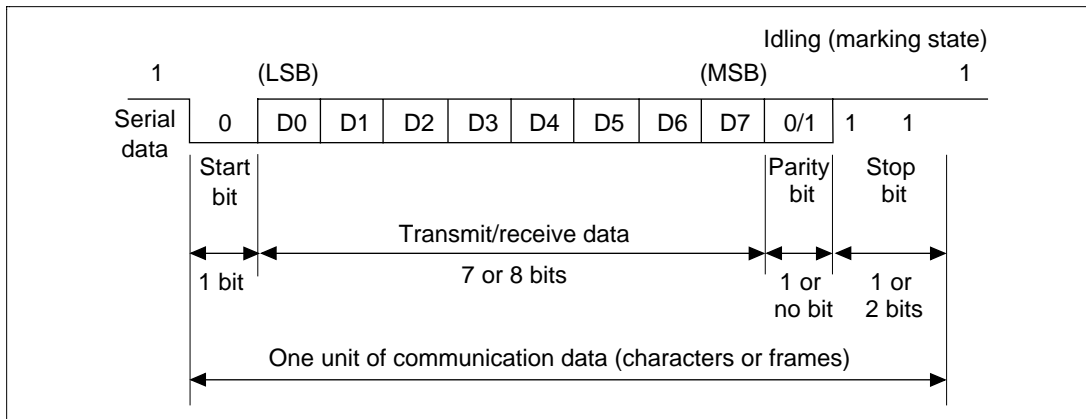 Idling (marking state)
1 (LSB) (MSB) 1
Serial data
0 D0 D1 D2 D3 D4 D5 D6 D7 0/1 1 1
Start bit
Parity bit
Stop bit
Transmit/receive data
1 bit
7 or 8 bits
1 or no bit
1 or 2 bits
One unit of communication data (characters or frames)